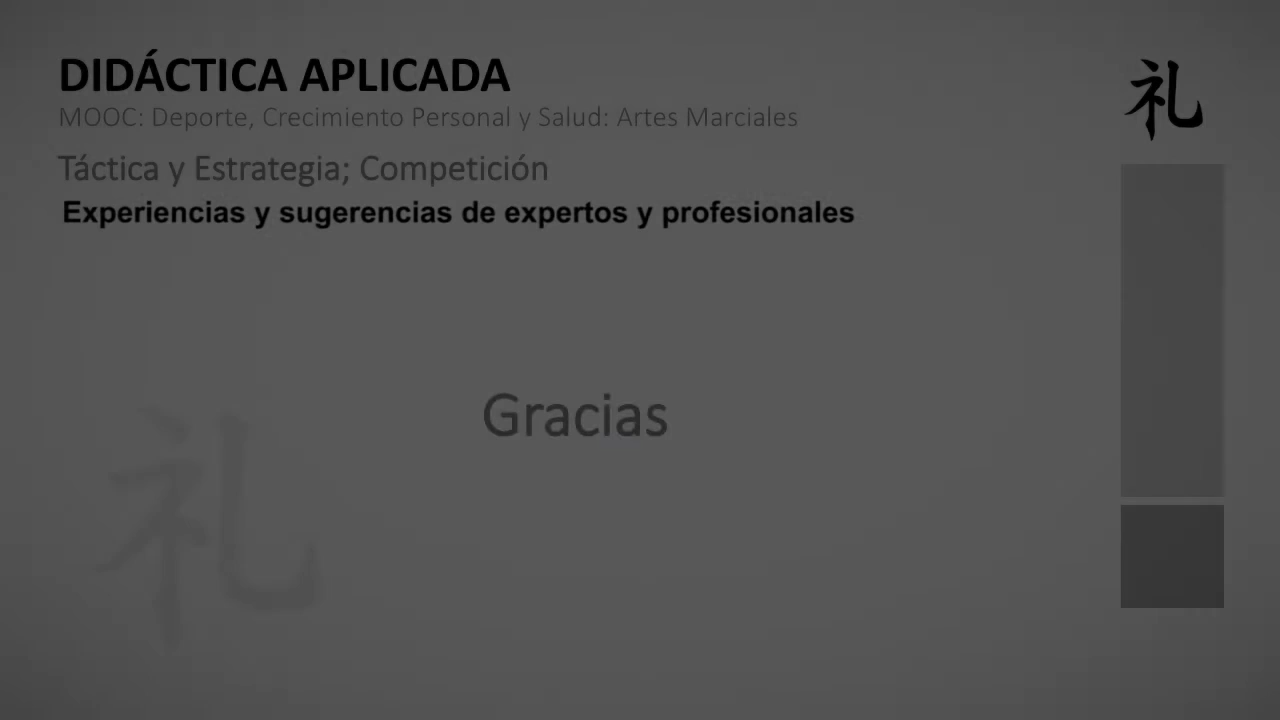 DIDÁCTICA APLICADA
礼
MOOC: Deporte, Crecimiento Personal y Salud: Artes Marciales
Táctica y Estrategia; Competición
Experiencias y sugerencias de expertos y profesionales
Gracias
礼